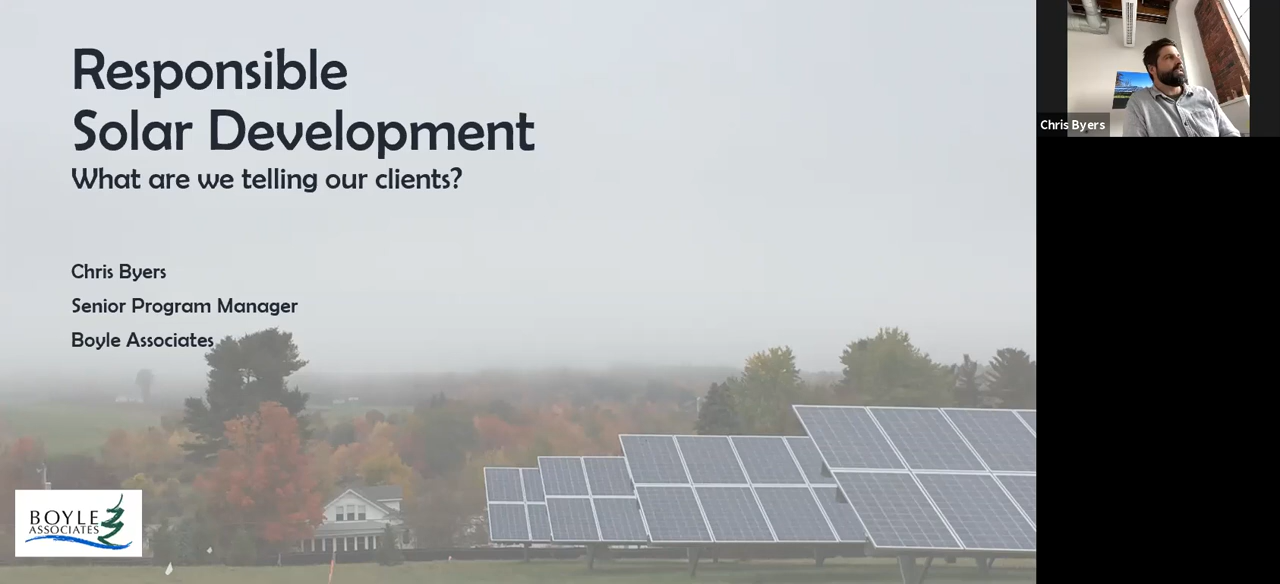 Responsible
Solar Development
What are we telling our clients?
Chris Byers
Senior Program Manager
Boyle Associates
BOYLE
ASSOCIATES
Chris Byers